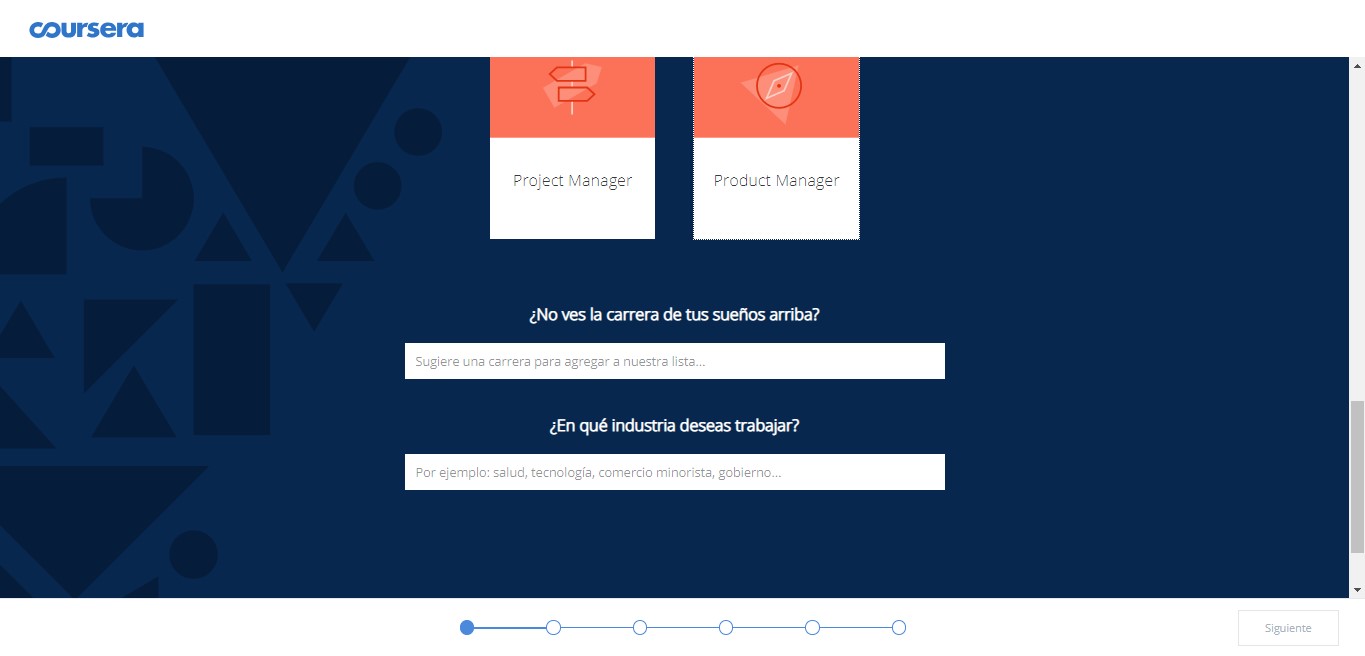 coursera
Project Manager
Product Manager
¿No ves la carrera de tus sueños arriba?
Sugiere una carrera para agregar a nuestra lista...
¿En qué industria deseas trabajar?
Por ejemplo: salud, tecnología, comercio minorista, gobierno...
Siguiente